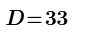 D = 33